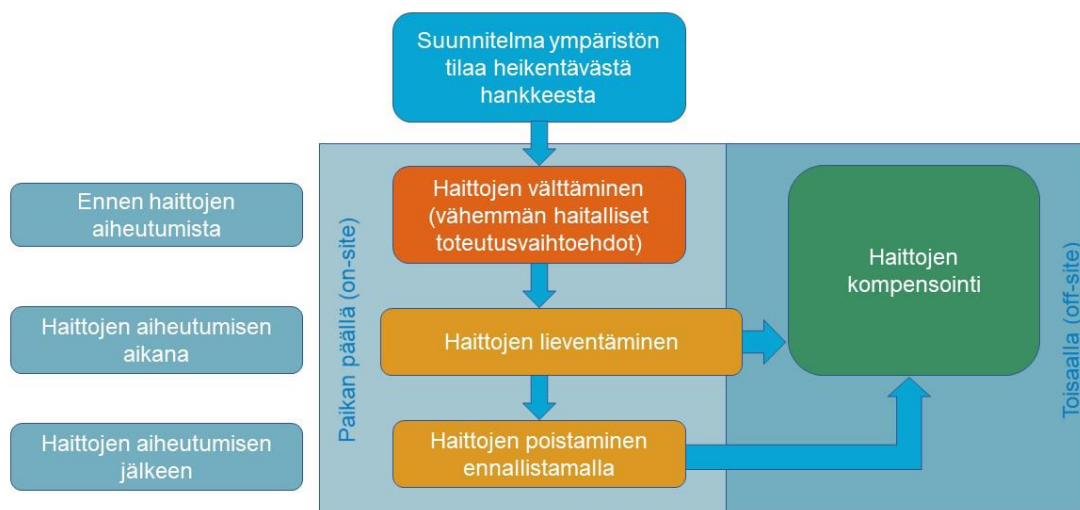 Suunnitelma ympäristön
tilaa heikentävästä
hankkeesta
Ennen haittojen
aiheutumista
Haittojen välttäminen
(vähemmän haitalliset
toteutusvaihtoehdot)
Haittojen
kompensointi
Haittojen aiheutumisen
aikana
Haittojen lieventäminen
Haittojen aiheutumisen
jälkeen
Haittojen poistaminen
ennallistamalla
Paikan päällä (on-site)
Toisaalla (off-site)